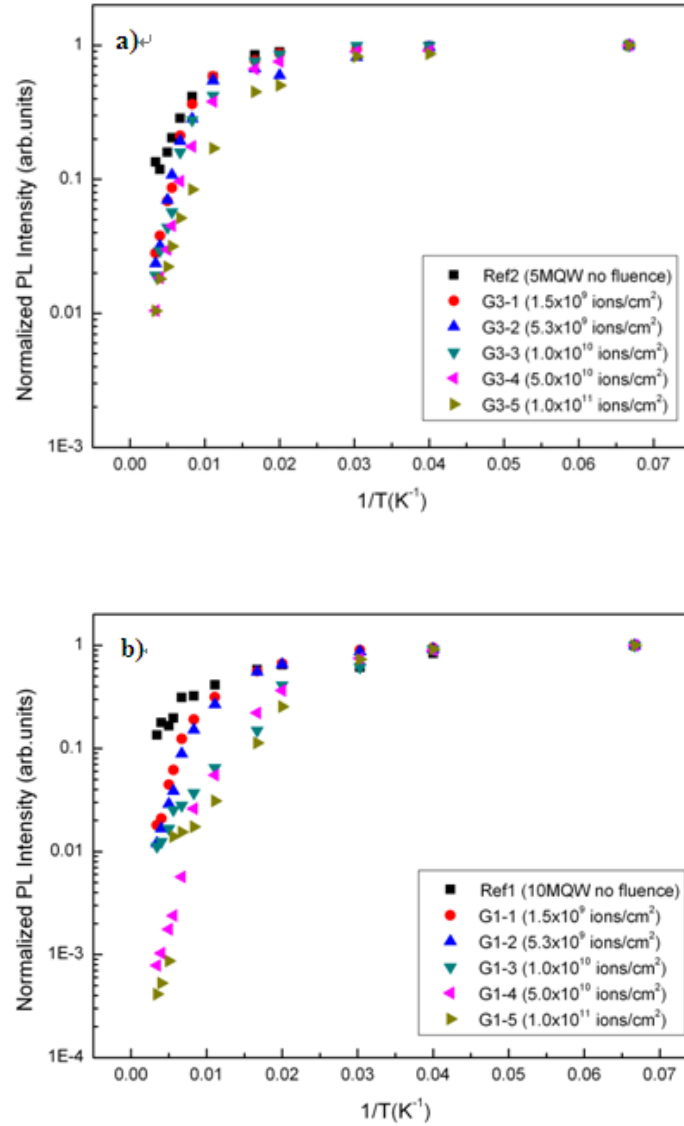 a)↵
Normalized PL Intensity (arb.units)
1
0.1
0.01
1E-3
Ref2 (5MQW no fluence)
G3-1 (1.5x10⁹ ions/cm²)
G3-2 (5.3x10⁹ ions/cm²)
G3-3 (1.0x10¹⁰ ions/cm²)
G3-4 (5.0x10¹⁰ ions/cm²)
G3-5 (1.0x10¹¹ ions/cm²)
0.00 0.01 0.02 0.03 0.04 0.05 0.06 0.07
1/T(K⁻¹)
b)
Normalized PL Intensity (arb.units)
1
0.1
0.01
1E-3
1E-4
Ref1 (10MQW no fluence)
G1-1 (1.5x10⁹ ions/cm²)
G1-2 (5.3x10⁹ ions/cm²)
G1-3 (1.0x10¹⁰ ions/cm²)
G1-4 (5.0x10¹⁰ ions/cm²)
G1-5 (1.0x10¹¹ ions/cm²)
0.00 0.01 0.02 0.03 0.04 0.05 0.06 0.07
1/T(K⁻¹)